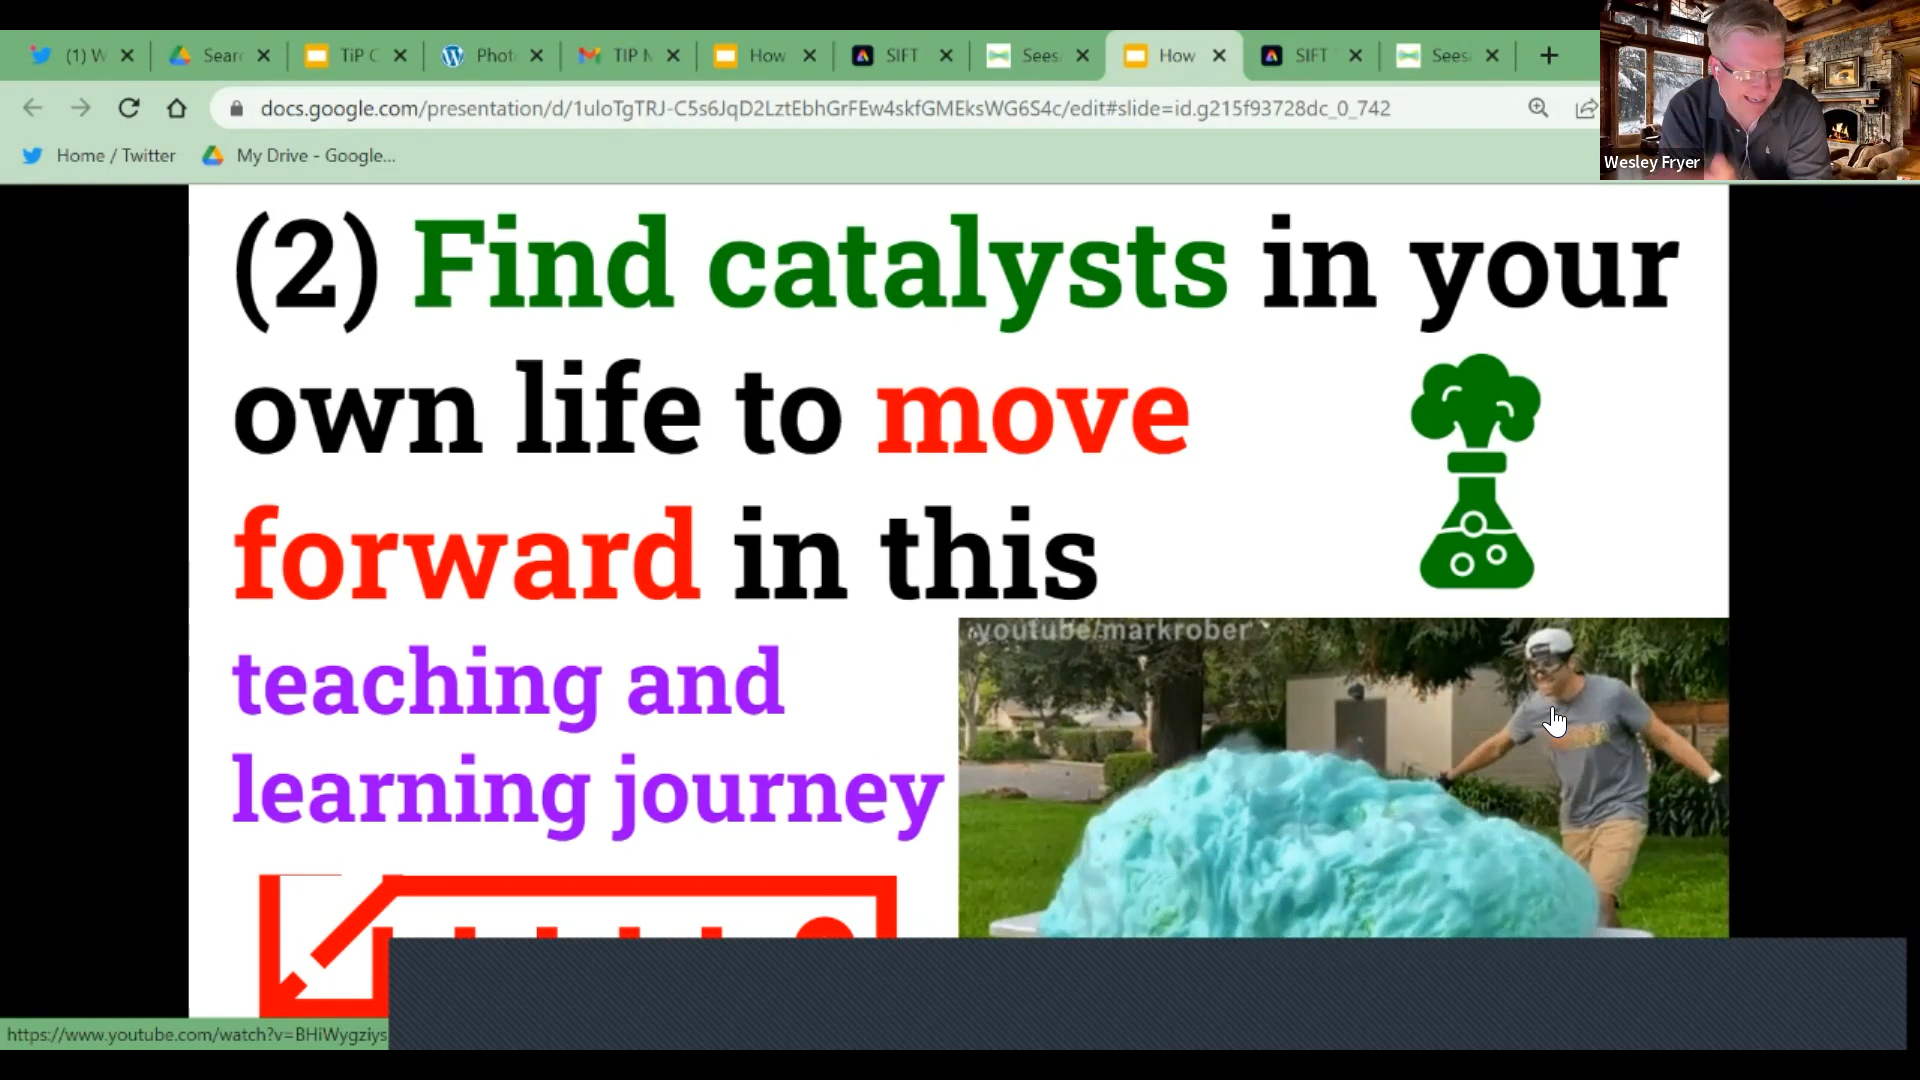 (1) W
Sear
TiP C
Phot
TIP M
How
SIFT
Sees
How
SIFT
Sees
docs.google.com/presentation/d/1uloTgTRJ-C5s6JqD2LztEbhGrFEw4skfGMEksWG6S4c/edit#slide=id.g215f93728dc_0_742
Home / Twitter
My Drive - Google...
Wesley Fryer
(2) Find catalysts in your
own life to move
forward in this
teaching and
learning journey
youtube/markrober
https://www.youtube.com/watch?v=BHiWygziys